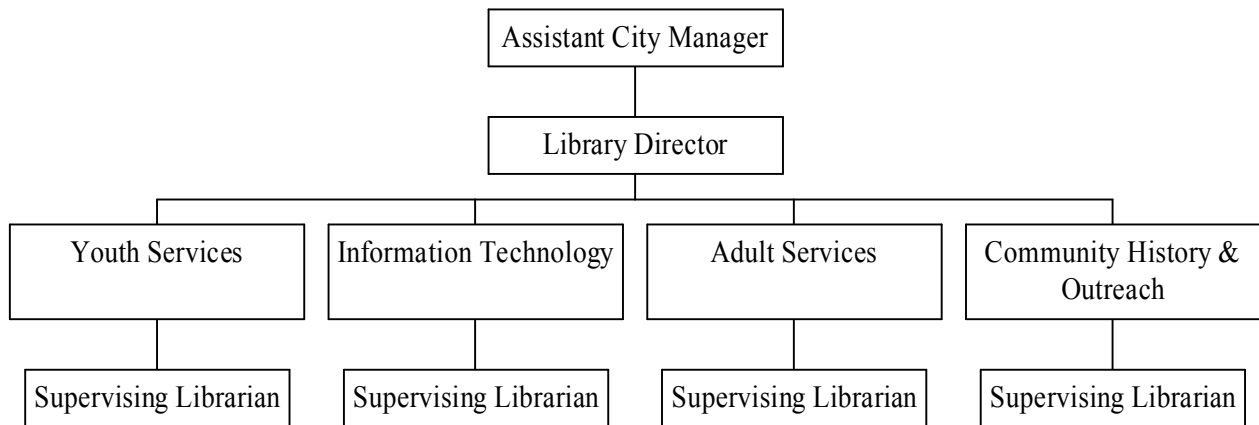 Assistant City Manager
Library Director
Youth Services
Information Technology
Adult Services
Community History &
Outreach
Supervising Librarian
Supervising Librarian
Supervising Librarian
Supervising Librarian